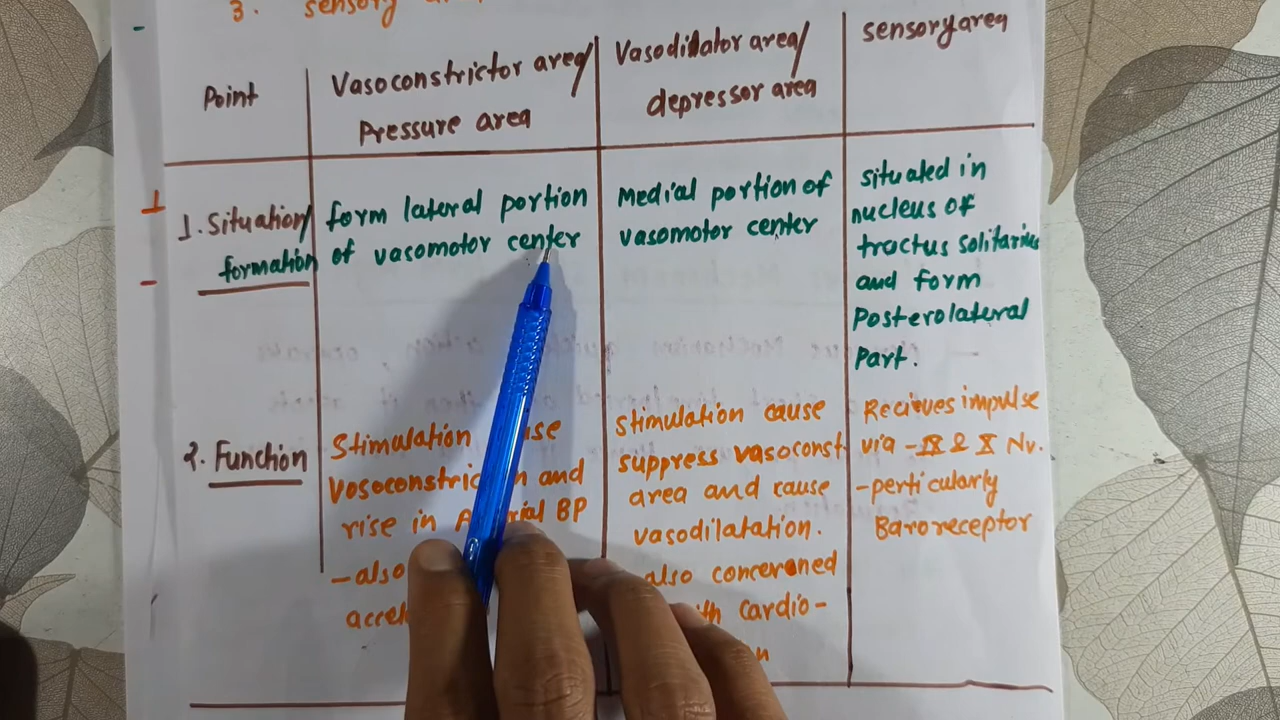 3. sensory
Point
Vasoconstrictor area/
Pressure area
Vasodilator area/
depressor area
sensory area
1. Situation/
formation
form lateral portion
of vasomotor center
Medial portion of
vasomotor center
situated in
nucleus of
tractus solitarius
and form
Posterolateral
Part.
2. Function
Stimulation
vosoconstric and
rise in BP
- also
stimulation cause
suppress vasoconst
area and cause
vasodilatation.
also concerened
cardio-
Recieves impulse
via - IX & X Nv.
- perticularly
Baroreceptor